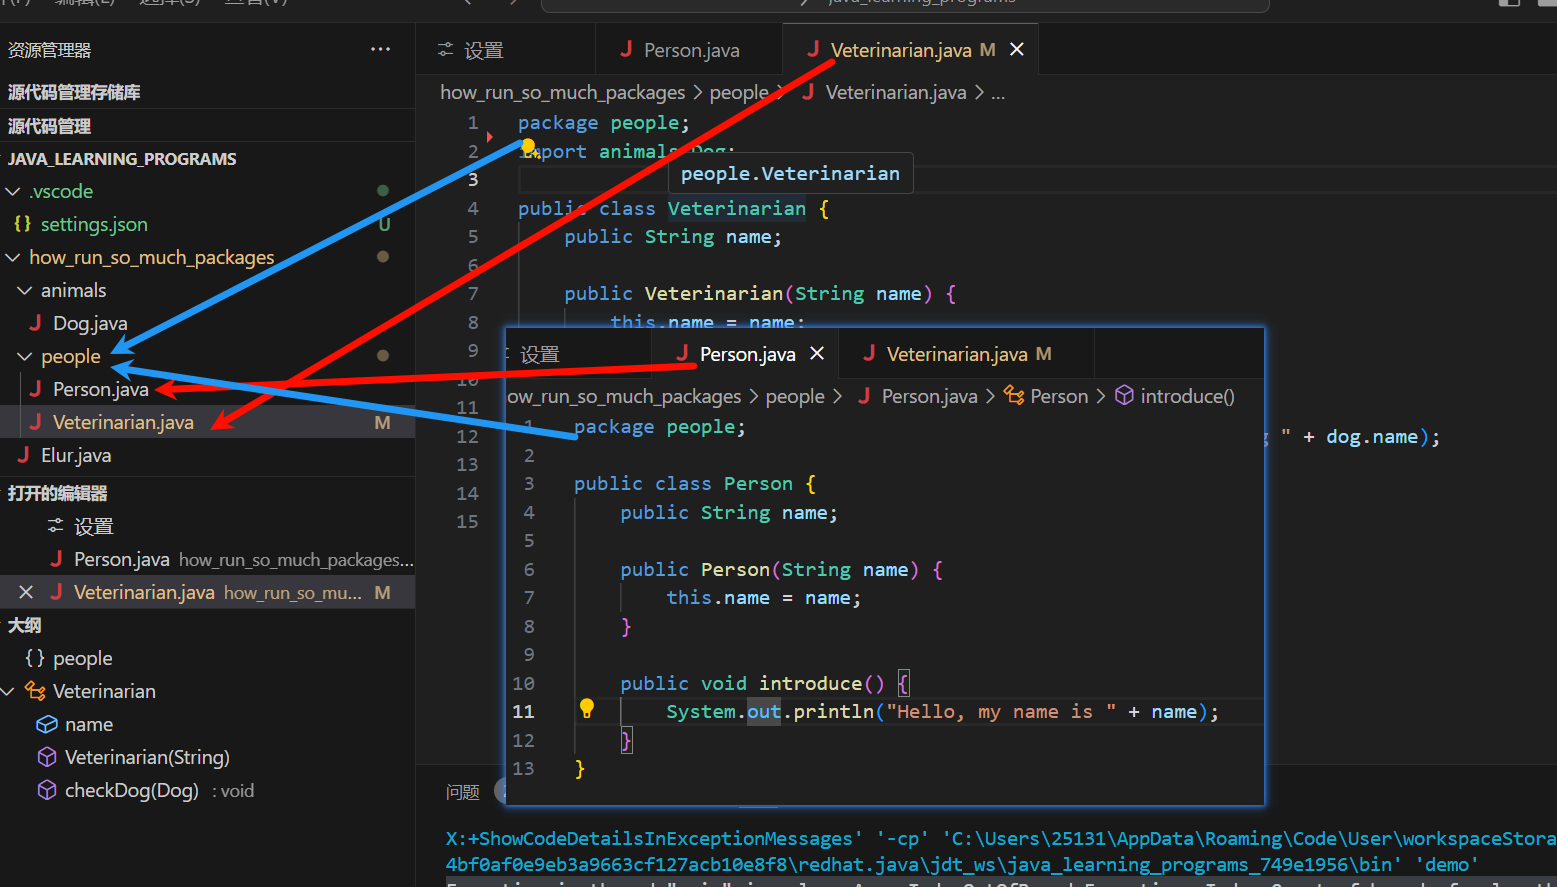 编辑(E) 选择(S) 查看(V)
java_learning_programs
资源管理器 ...
源代码管理存储库
源代码管理
JAVA_LEARNING_PROGRAMS
.vscode
{} settings.json U
how_run_so_much_packages
animals
J Dog.java
people
J Person.java
J Veterinarian.java M
J Elur.java
打开的编辑器
设置
J Person.java how_run_so_much_packages...
J Veterinarian.java how_run_so_mu... M
大纲
{} people
Veterinarian
name
Veterinarian(String)
checkDog(Dog) : void
设置 J Person.java J Veterinarian.java M
how_run_so_much_packages > people > J Veterinarian.java > ...
1 package people;
2 import animals.Dog;
people.Veterinarian
3
4 public class Veterinarian {
5 public String name;
6
7 public Veterinarian(String name) {
8 this.name = name;
9
10
11
12 " + dog.name);
13
14
15
设置 J Person.java J Veterinarian.java M
ow_run_so_much_packages > people > J Person.java > Person > introduce()
1 package people;
2
3 public class Person {
4 public String name;
5
6 public Person(String name) {
7 this.name = name;
8 }
9
10 public void introduce() {
11 System.out.println("Hello, my name is " + name);
12 }
13 }
问题
X:+ShowCodeDetailsInExceptionMessages' '-cp' 'C:\Users\25131\AppData\Roaming\Code\User\workspaceStora
4bf0af0e9eb3a9663cf127acb10e8f8\redhat.java\jdt_ws\java_learning_programs_749e1956\bin' 'demo'